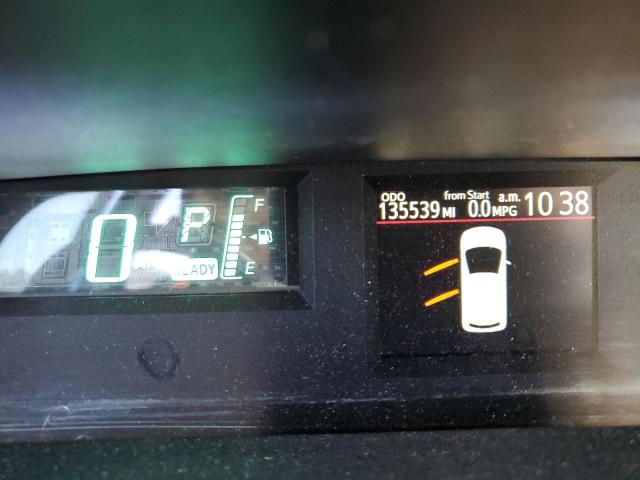 0 P READY F E
ODO from Start a.m. 10 38
135539 MI 0.0 MPG